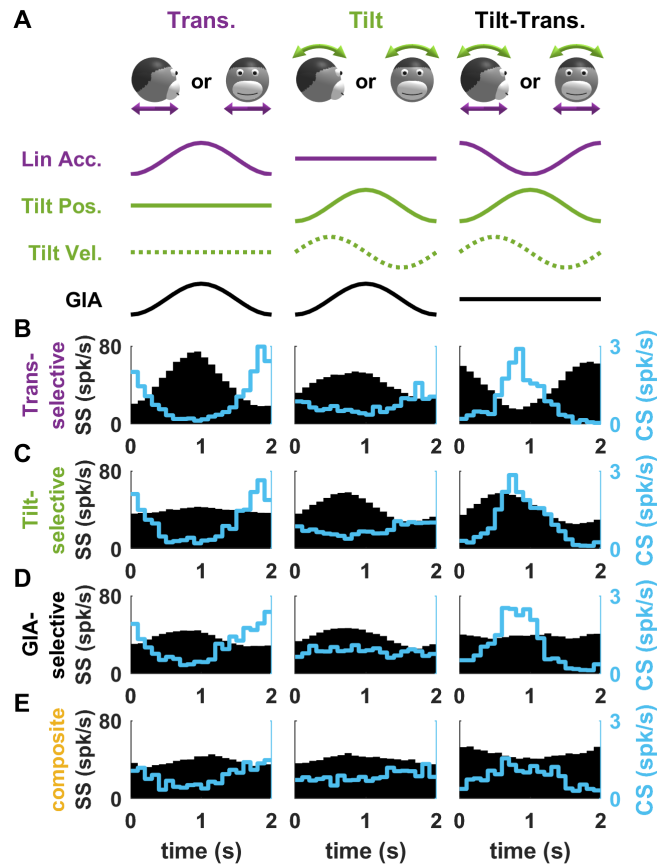 A
Trans. Tilt Tilt-Trans.
or or or
Lin Acc.
Tilt Pos.
Tilt Vel.
GIA
B
Trans-
selective
SS (spk/s)
80
0
0 1 2 0 1 2 0 1 2
3
0
CS (spk/s)
C
Tilt-
selective
SS (spk/s)
80
0
0 1 2 0 1 2 0 1 2
3
0
CS (spk/s)
D
GIA-
selective
SS (spk/s)
80
0
0 1 2 0 1 2 0 1 2
3
0
CS (spk/s)
E
composite
SS (spk/s)
80
0
0 1 2 0 1 2 0 1 2
3
0
CS (spk/s)
time (s) time (s) time (s)